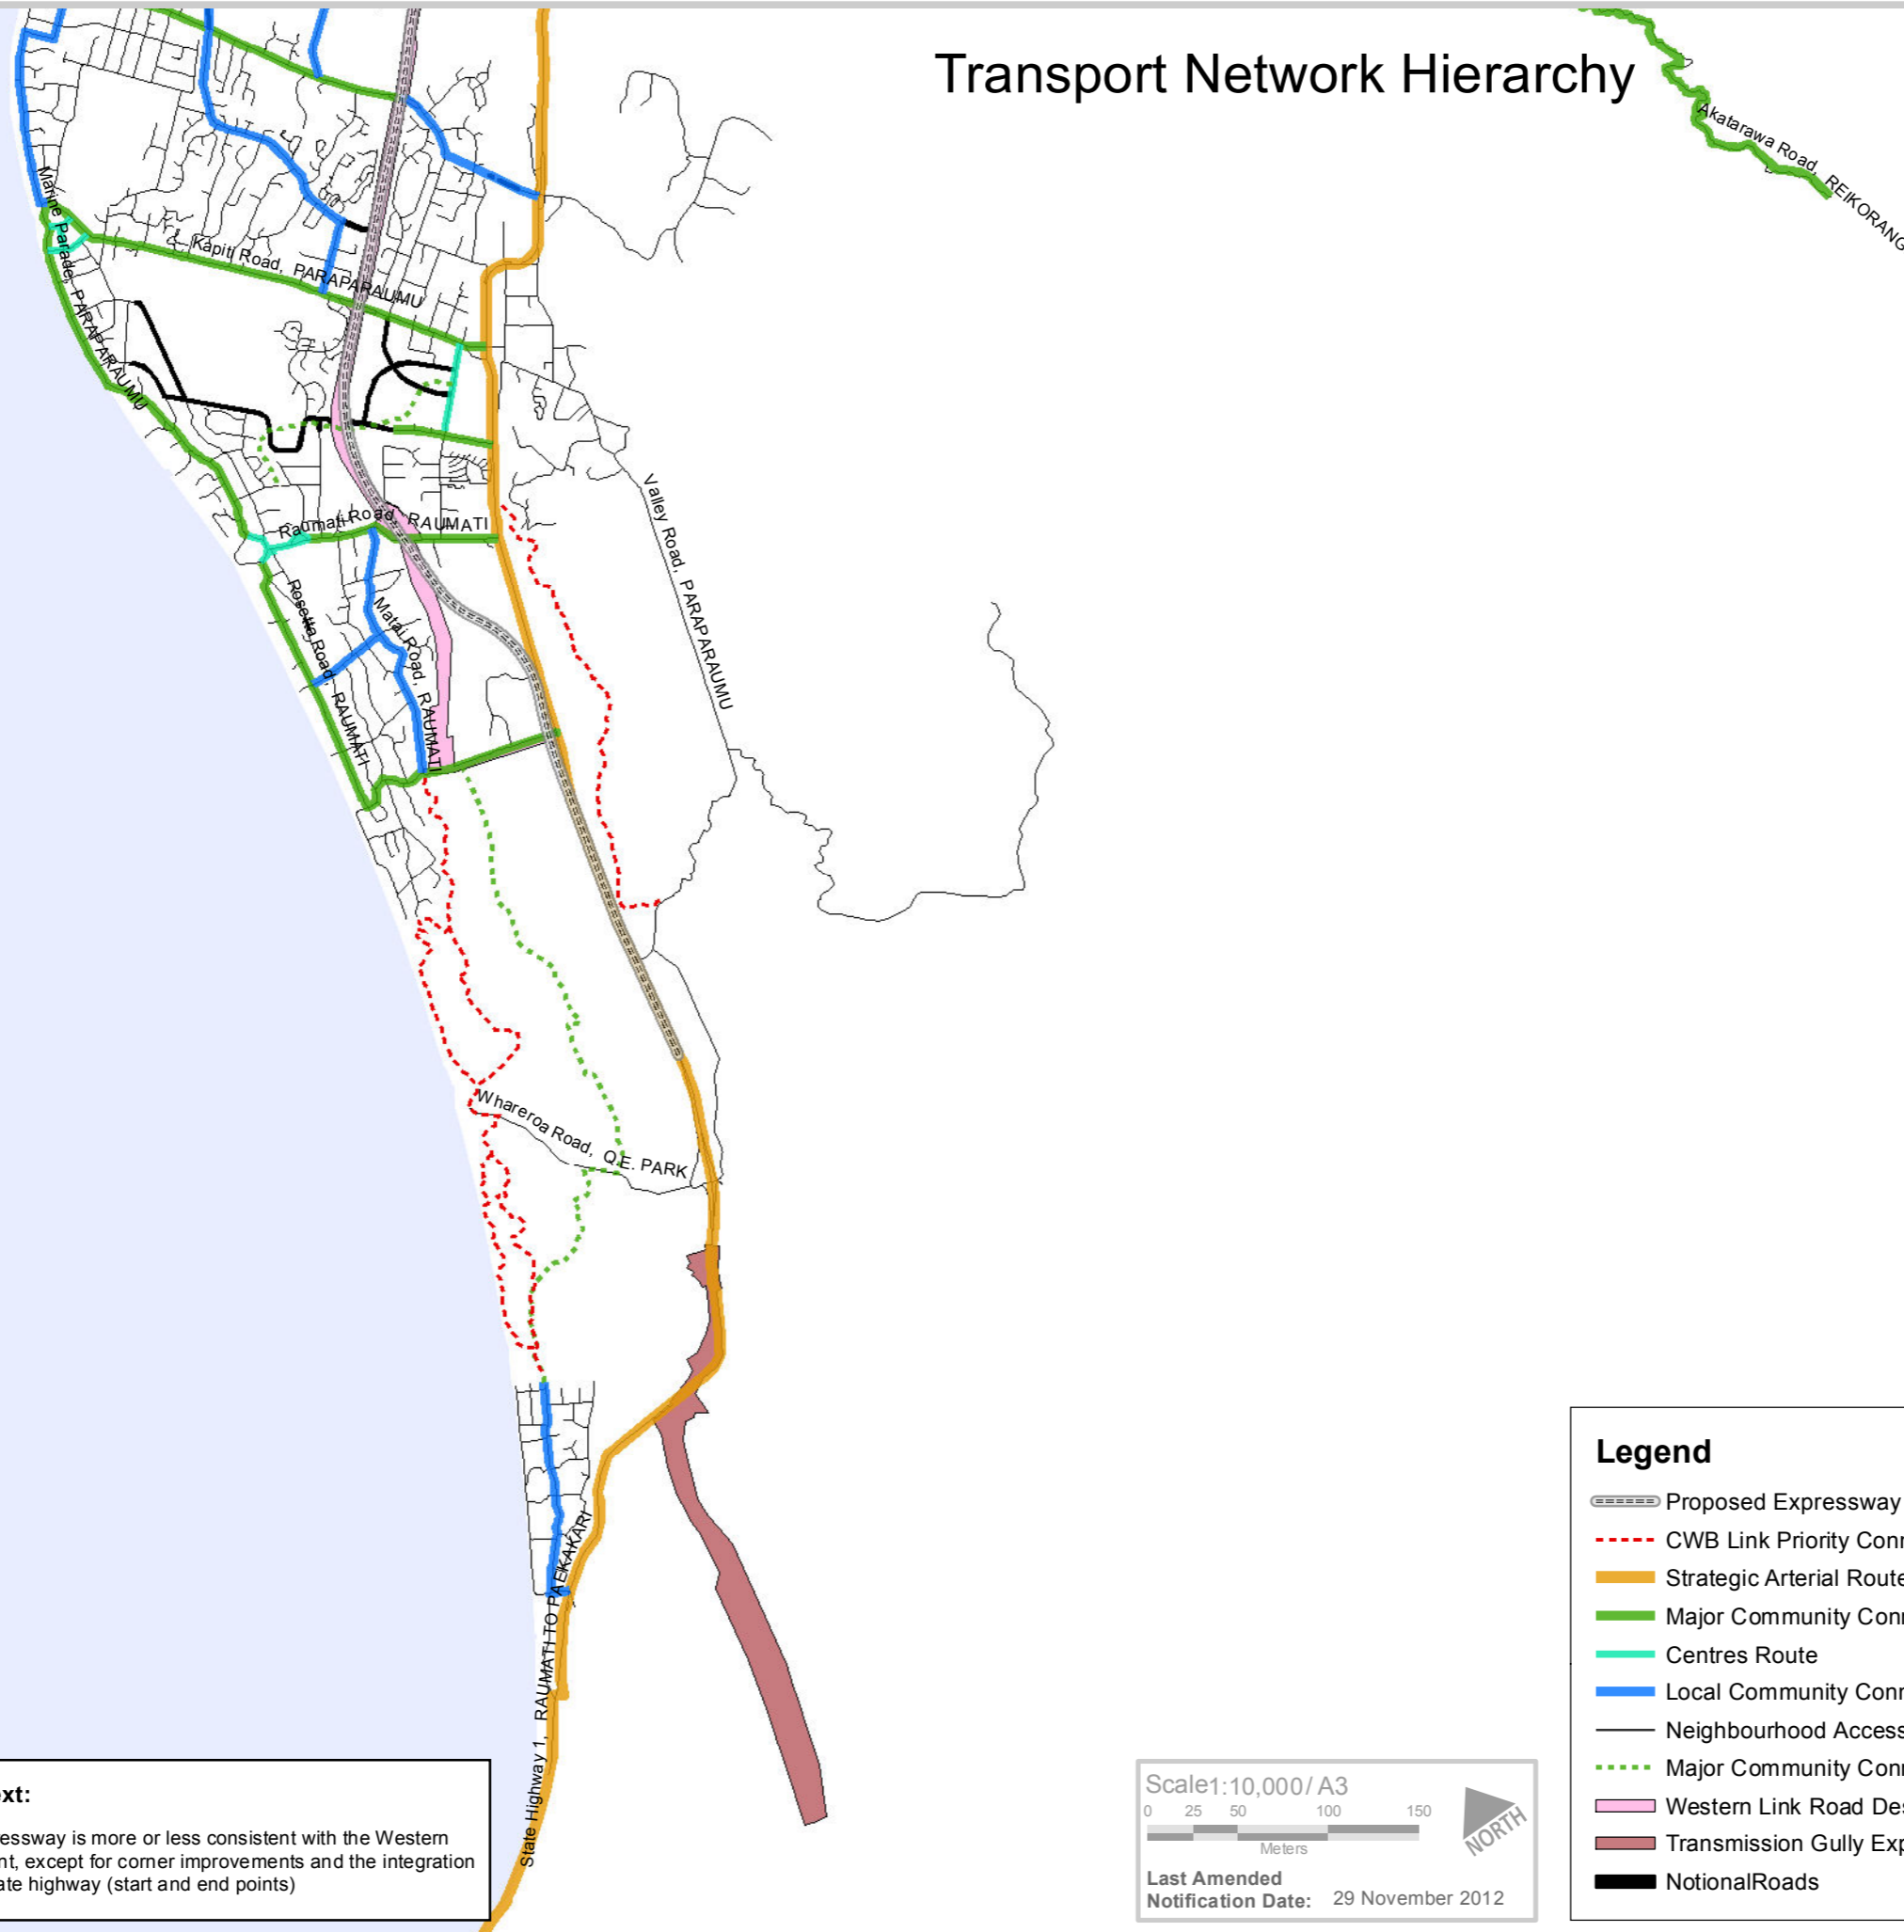 Transport Network Hierarchy
Akatarawa Road, REIKORANG
Marine Parade, PARAPARAUMU
Kapiti Road, PARAPARAUMU
Valley Road, PARAPARAUMU
Raumati Road, RAUMATI
Rosetta Road, RAUMATI
Matai Road, RAUMATI
Whareroa Road, Q.E. PARK
State Highway 1, RAUMATI TO PAEKAKARI
ext:
ressway is more or less consistent with the Western
nt, except for corner improvements and the integration
ate highway (start and end points)
Scale1:10,000/ A3
0 25 50 100 150
Meters
NORTH
Last Amended
Notification Date: 29 November 2012
Legend
Proposed Expressway
CWB Link Priority Conn
Strategic Arterial Route
Major Community Conn
Centres Route
Local Community Conn
Neighbourhood Access
Major Community Conn
Western Link Road Des
Transmission Gully Exp
NotionalRoads